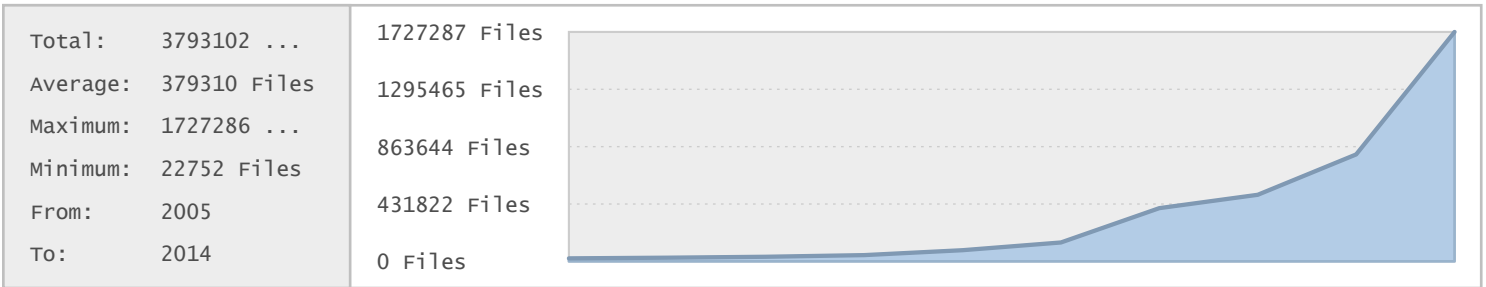 Total: 3793102 ...
Average: 379310 Files
Maximum: 1727286 ...
Minimum: 22752 Files
From: 2005
To: 2014
1727287 Files
1295465 Files
863644 Files
431822 Files
0 Files